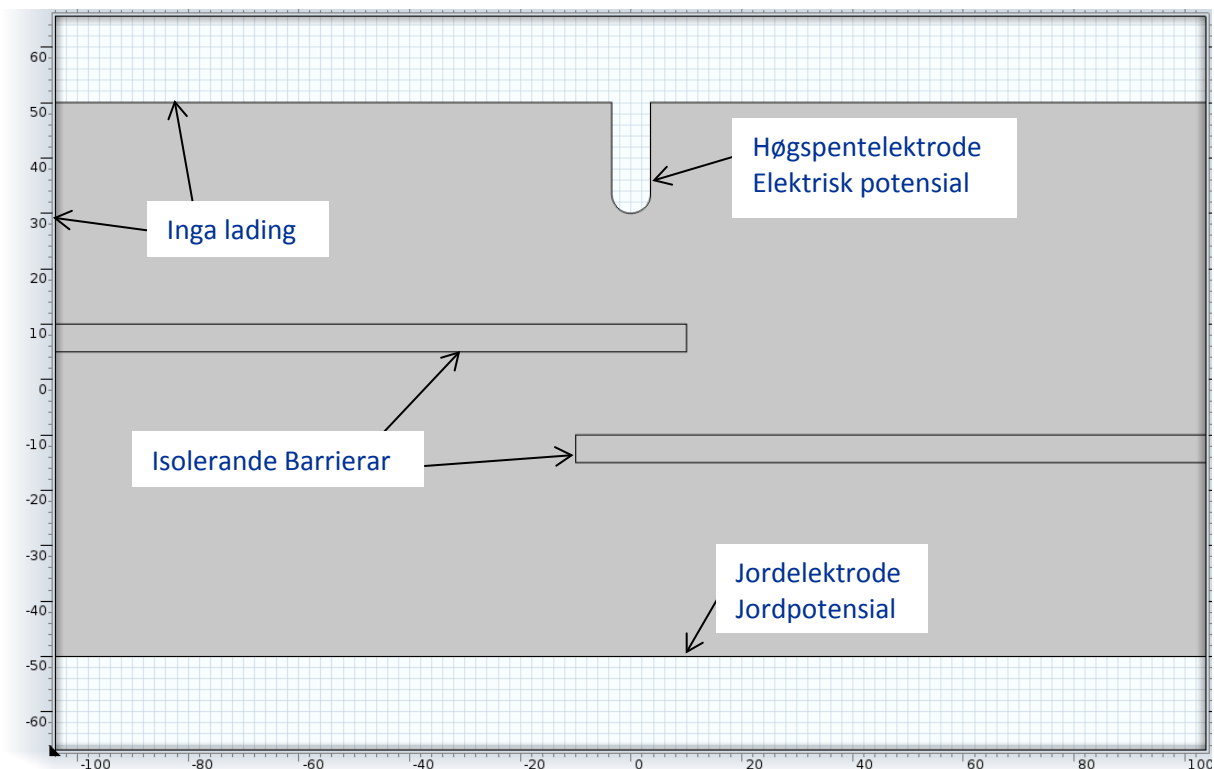 60
50
Høgspentelektrode
Elektrisk potensial
40
30
Inga lading
20
10
0
-10
Isolerande Barrierar
-20
-30
Jordelektrode
Jordpotensial
-40
-50
-60
-100 -80 -60 -40 -20 0 20 40 60 80 100